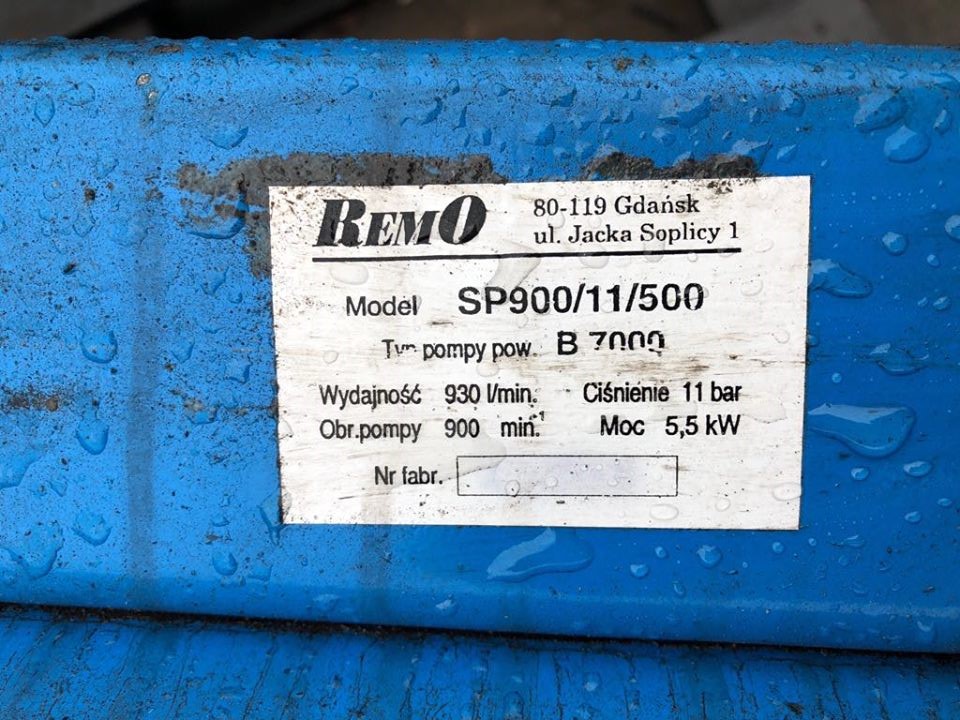 REMO
80-119 Gdańsk
ul. Jacka Soplicy 1
Model SP900/11/500
Typ pompy pow. B 7000
Wydajność 930 l/min. Ciśnienie 11 bar
Obr.pompy 900 min.⁻¹ Moc 5,5 kW
Nr fabr.